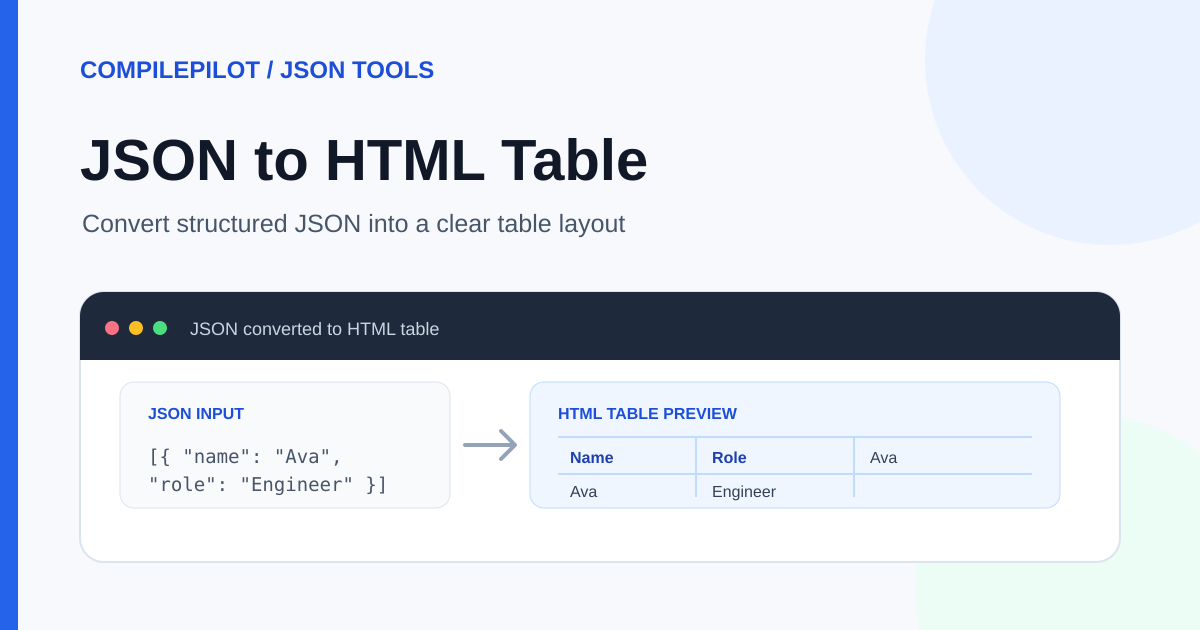 COMPILEPILOT / JSON TOOLS
JSON to HTML Table
Convert structured JSON into a clear table layout
JSON converted to HTML table
JSON INPUT
[{ "name": "Ava",
"role": "Engineer" }]
HTML TABLE PREVIEW
Name Role Ava
Ava Engineer